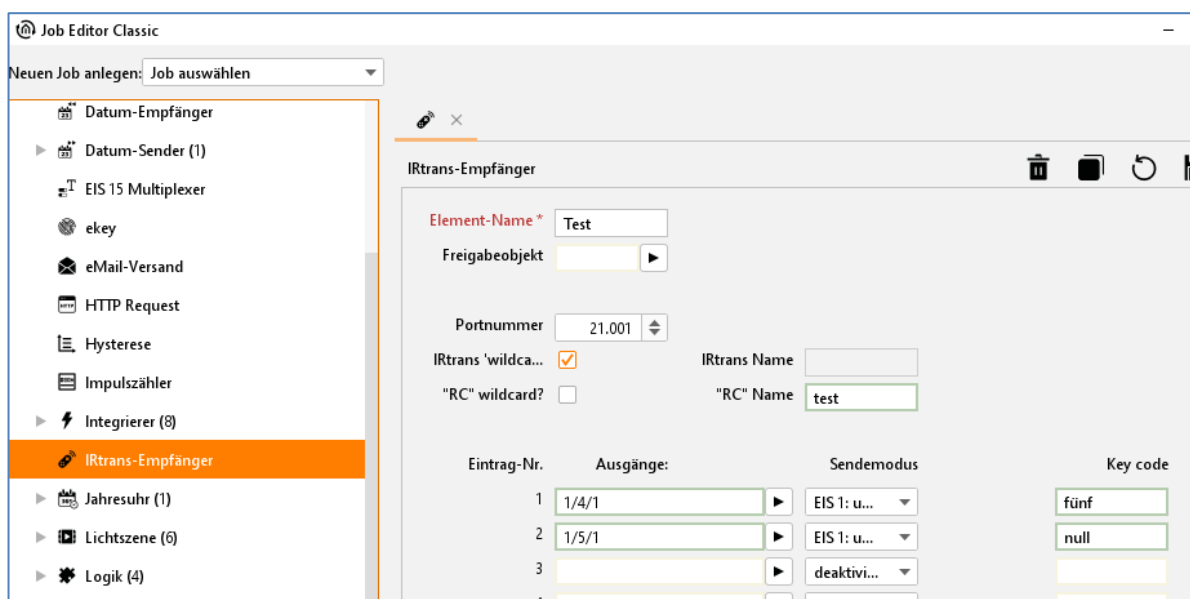 Job Editor Classic
Neuen Job anlegen: Job auswählen
Datum-Empfänger
Datum-Sender (1)
EIS 15 Multiplexer
ekey
eMail-Versand
HTTP Request
Hysterese
Impulszähler
Integrierer (8)
IRtrans-Empfänger
Jahresuhr (1)
Lichtszene (6)
Logik (4)
IRtrans-Empfänger
Element-Name * Test
Freigabeobjekt
Portnummer 21.001
IRtrans 'wildca... IRtrans Name
"RC" wildcard? "RC" Name test
Eintrag-Nr. Ausgänge: Sendemodus Key code
1 1/4/1 EIS 1: u... fünf
2 1/5/1 EIS 1: u... null
3 deaktivi...